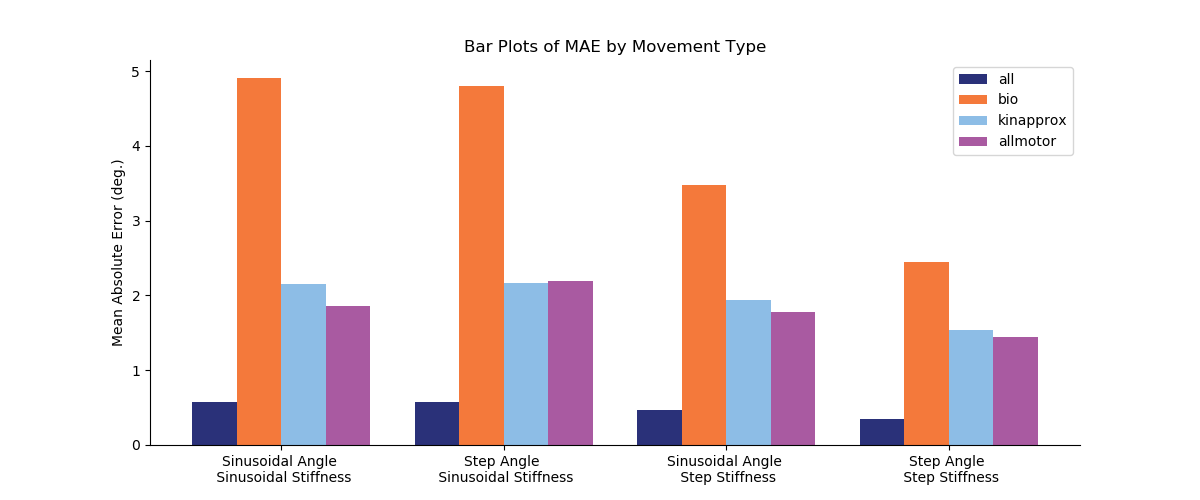 Bar Plots of MAE by Movement Type
all
bio
kinapprox
allmotor
Mean Absolute Error (deg.)
5
4
3
2
1
0
Sinusoidal Angle
Sinusoidal Stiffness
Step Angle
Sinusoidal Stiffness
Sinusoidal Angle
Step Stiffness
Step Angle
Step Stiffness